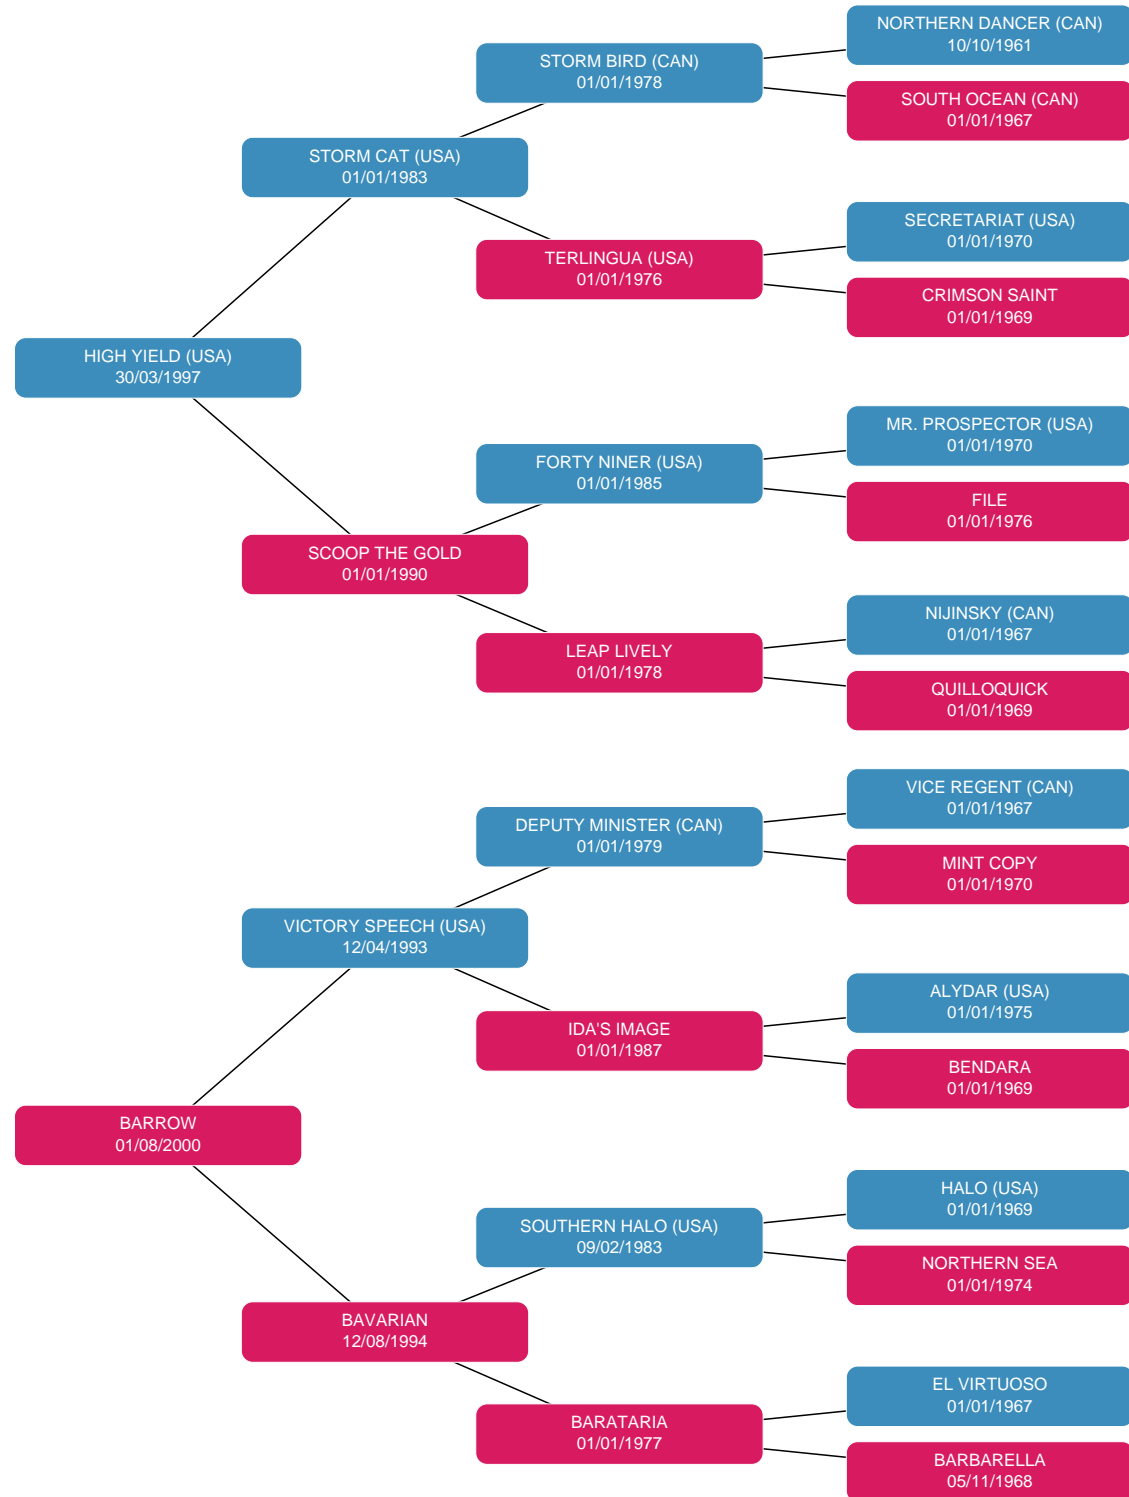 NORTHERN DANCER (CAN)
10/10/1961
STORM BIRD (CAN)
01/01/1978
SOUTH OCEAN (CAN)
01/01/1967
STORM CAT (USA)
01/01/1983
SECRETARIAT (USA)
01/01/1970
TERLINGUA (USA)
01/01/1976
CRIMSON SAINT
01/01/1969
HIGH YIELD (USA)
30/03/1997
MR. PROSPECTOR (USA)
01/01/1970
FORTY NINER (USA)
01/01/1985
FILE
01/01/1976
SCOOP THE GOLD
01/01/1990
NIJINSKY (CAN)
01/01/1967
LEAP LIVELY
01/01/1978
QUILLOQUICK
01/01/1969
VICE REGENT (CAN)
01/01/1967
DEPUTY MINISTER (CAN)
01/01/1979
MINT COPY
01/01/1970
VICTORY SPEECH (USA)
12/04/1993
ALYDAR (USA)
01/01/1975
IDA'S IMAGE
01/01/1987
BENDARA
01/01/1969
BARROW
01/08/2000
HALO (USA)
01/01/1969
SOUTHERN HALO (USA)
09/02/1983
NORTHERN SEA
01/01/1974
BAVARIAN
12/08/1994
EL VIRTUOSO
01/01/1967
BARATARIA
01/01/1977
BARBARELLA
05/11/1968